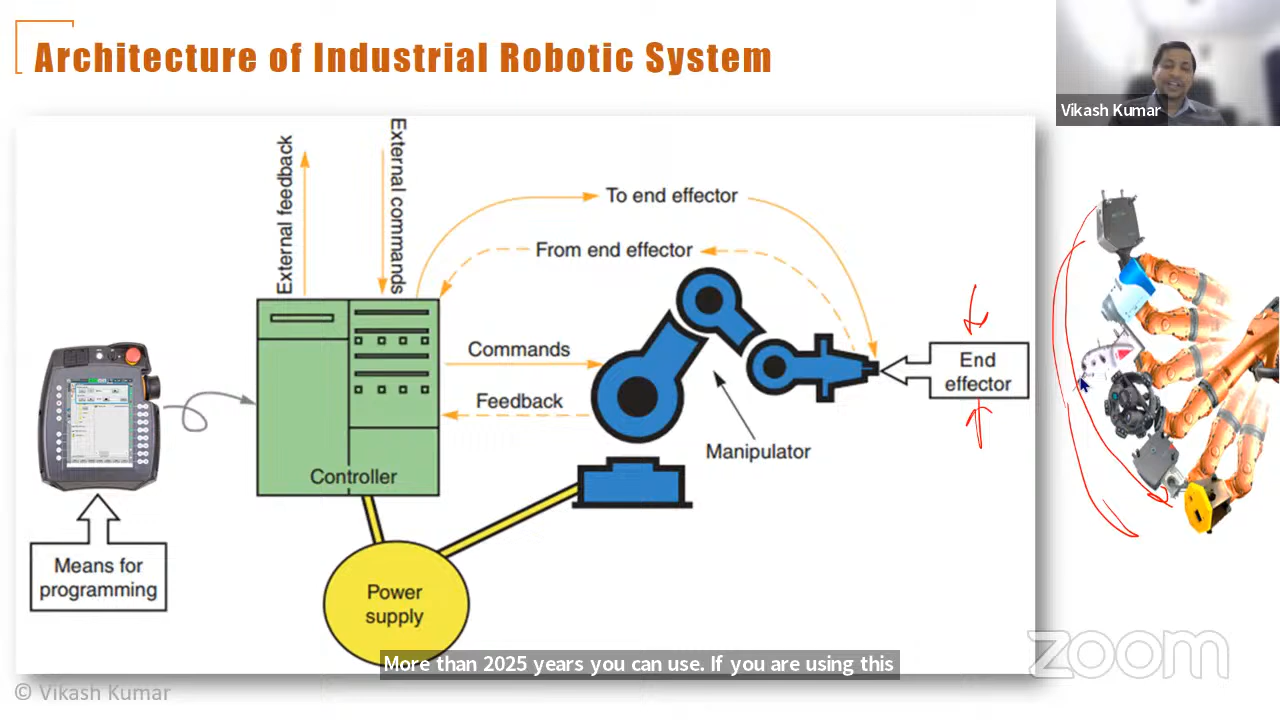 Architecture of Industrial Robotic System
Vikash Kumar
External feedback
External commands
To end effector
From end effector
Commands
Feedback
End
effector
Manipulator
Controller
Means for
programming
Power
supply
More than 2025 years you can use. If you are using this
© Vikash Kumar
zoom